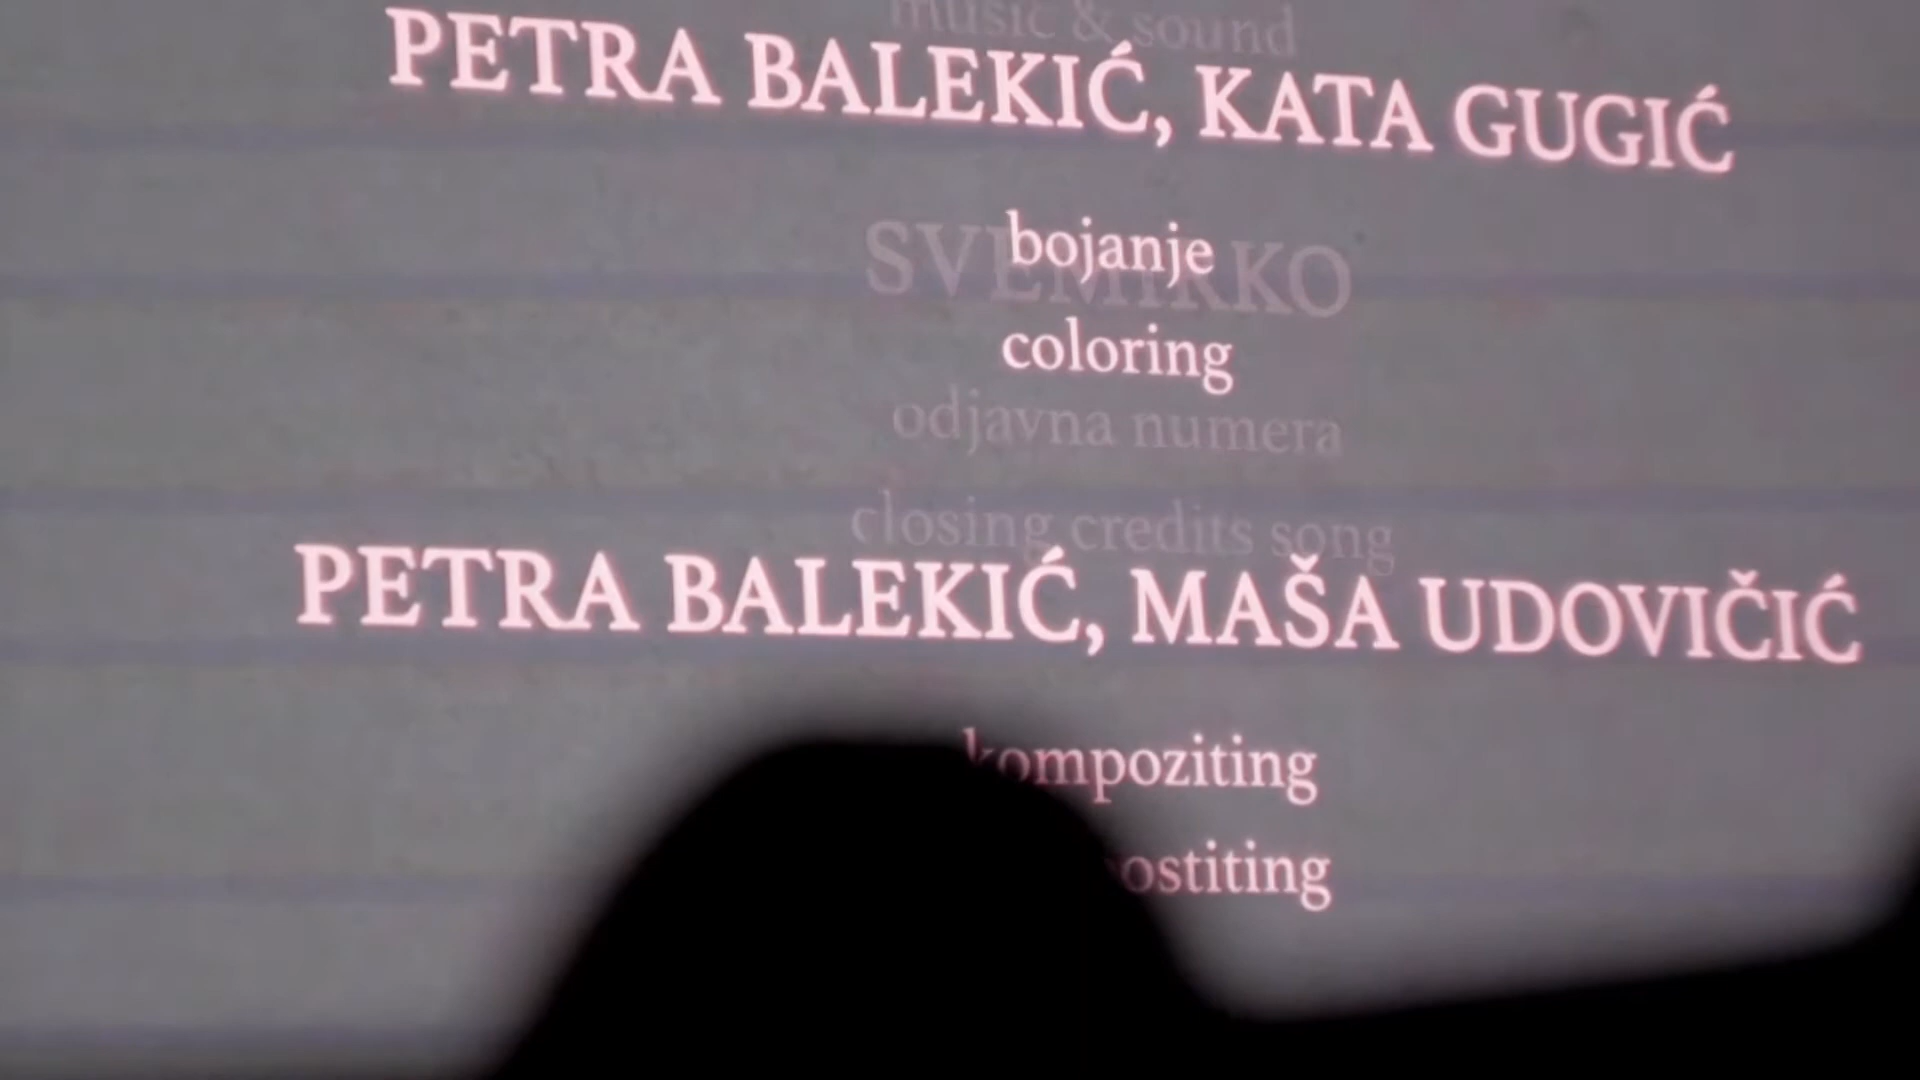 music & sound
PETRA BALEKIĆ, KATA GUGIĆ
bojanje
SVEMIRKO
coloring
odjavna numera
closing credits song
PETRA BALEKIĆ, MAŠA UDOVIČIĆ
kompoziting